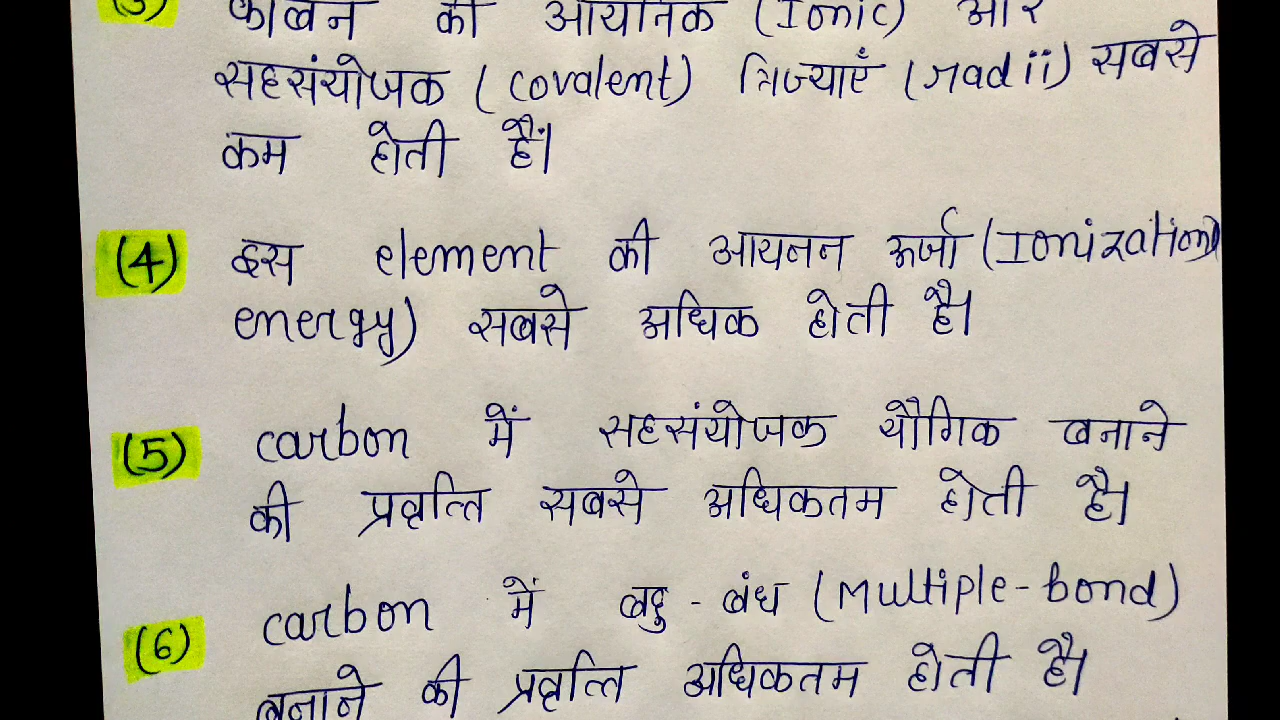 (3) कार्बन की आयनिक (Ionic) और
सहसंयोजक (covalent) त्रिज्याएँ (radii) सबसे
कम होती हैं।
(4) इस element की आयनन ऊर्जा (Ionization
energy) सबसे अधिक होती है।
(5) carbon में सहसंयोजक यौगिक बनाने
की प्रवृत्ति सबसे अधिकतम होती है।
(6) carbon में बहु - बंध (Multiple-bond)
बनाने की प्रवृत्ति अधिकतम होती है।